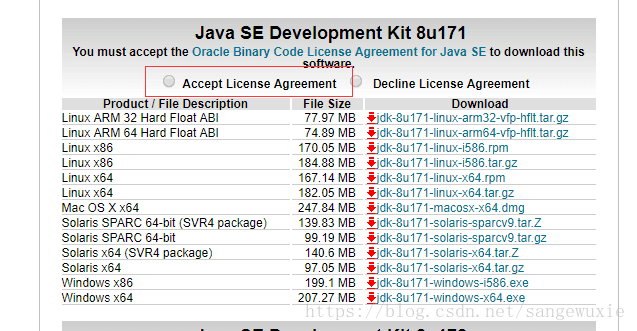 Java SE Development Kit 8u171
You must accept the Oracle Binary Code License Agreement for Java SE to download this
software.
Accept License Agreement Decline License Agreement
Product / File Description File Size Download
Linux ARM 32 Hard Float ABI 77.97 MB jdk-8u171-linux-arm32-vfp-hflt.tar.gz
Linux ARM 64 Hard Float ABI 74.89 MB jdk-8u171-linux-arm64-vfp-hflt.tar.gz
Linux x86 170.05 MB jdk-8u171-linux-i586.rpm
Linux x86 184.88 MB jdk-8u171-linux-i586.tar.gz
Linux x64 167.14 MB jdk-8u171-linux-x64.rpm
Linux x64 182.05 MB jdk-8u171-linux-x64.tar.gz
Mac OS X x64 247.84 MB jdk-8u171-macosx-x64.dmg
Solaris SPARC 64-bit (SVR4 package) 139.83 MB jdk-8u171-solaris-sparcv9.tar.Z
Solaris SPARC 64-bit 99.19 MB jdk-8u171-solaris-sparcv9.tar.gz
Solaris x64 (SVR4 package) 140.6 MB jdk-8u171-solaris-x64.tar.Z
Solaris x64 97.05 MB jdk-8u171-solaris-x64.tar.gz
Windows x86 199.1 MB jdk-8u171-windows-i586.exe
Windows x64 207.27 MB jdk-8u171-windows-x64.exe
https://blog.csdn.net/sangewuxie